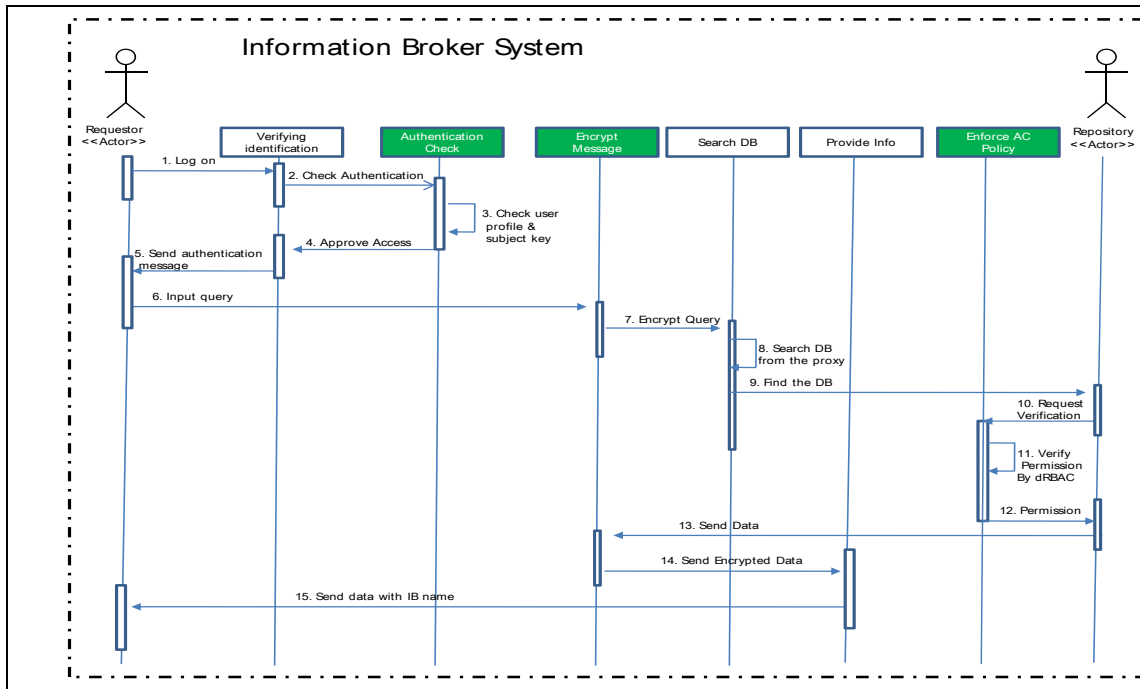 Information Broker System
Requestor
<<Actor>>
Verifying
identification
Authentication
Check
Encrypt
Message
Search DB
Provide Info
Enforce AC
Policy
Repository
<<Actor>>
1. Log on
2. Check Authentication
3. Check user
profile &
subject key
4. Approve Access
5. Send authentication
message
6. Input query
7. Encrypt Query
8. Search DB
from the proxy
9. Find the DB
10. Request
Verification
11. Verify
Permission
By dRBAC
12. Permission
13. Send Data
14. Send Encrypted Data
15. Send data with IB name